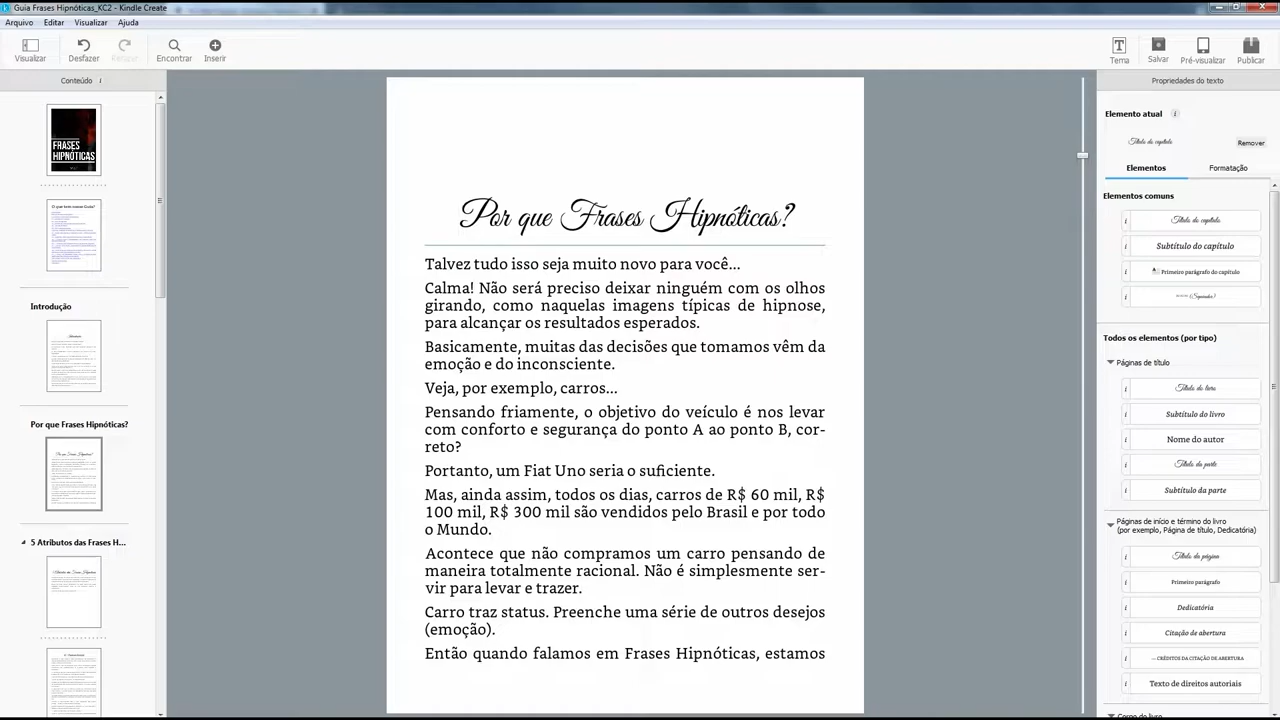 Guia Frases Hipnóticas_KC2 - Kindle Create
Arquivo Editar Visualizar Ajuda
Visualizar Desfazer Encontrar Inserir Tema Salvar Pré-visualizar Publicar
Conteúdo i
FRASES
HIPNÓTICAS
O que tem nesse Guia?
Introdução
Por que Frases Hipnóticas?
5 Atributos das Frases H...
Por que Frases Hipnóticas?
Talvez tudo isso seja muito novo para você...
Calma! Não será preciso deixar ninguém com os olhos
girando, como naquelas imagens típicas de hipnose,
para alcançar os resultados esperados.
Basicamente, muitas das decisões que tomamos vem da
emoção e do inconsciente.
Veja, por exemplo, carros...
Pensando friamente, o objetivo do veículo é nos levar
com conforto e segurança do ponto A ao ponto B, cor-
reto?
Portanto um Fiat Uno seria o suficiente.
Mas, ainda assim, todos os dias, carros de R$ 50 mil, R$
100 mil, R$ 300 mil são vendidos pelo Brasil e por todo
o Mundo.
Acontece que não compramos um carro pensando de
maneira totalmente racional. Não é simplesmente ser-
vir para levar e trazer.
Carro traz status. Preenche uma série de outros desejos
(emoção).
Então quando falamos em Frases Hipnóticas, estamos
Propriedades do texto
Elemento atual i
Título do capítulo Remover
Elementos Formatação
Elementos comuns
i Título do capítulo
Subtítulo do capítulo
i Primeiro parágrafo do capítulo
i (Separador)
Todos os elementos (por tipo)
Páginas de título
i Título do livro
i Subtítulo do livro
i Nome do autor
i Título da parte
i Subtítulo da parte
Páginas de início e término do livro
(por exemplo, Página de título, Dedicatória)
i Título da página
i Primeiro parágrafo
i Dedicatória
i Citação de abertura
i — CRÉDITOS DA CITAÇÃO DE ABERTURA
i Texto de direitos autoriais
Corpo do livro